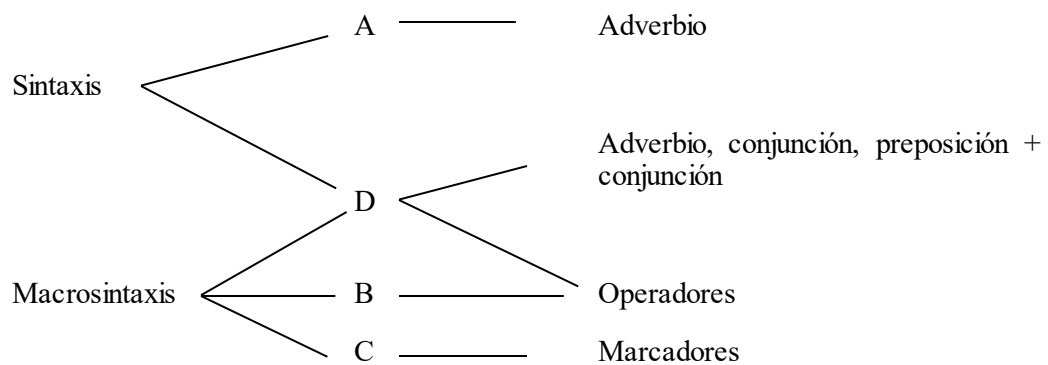 A Adverbio
Sintaxis
Adverbio, conjunción, preposición +
conjunción
D
Macrosintaxis B Operadores
C Marcadores